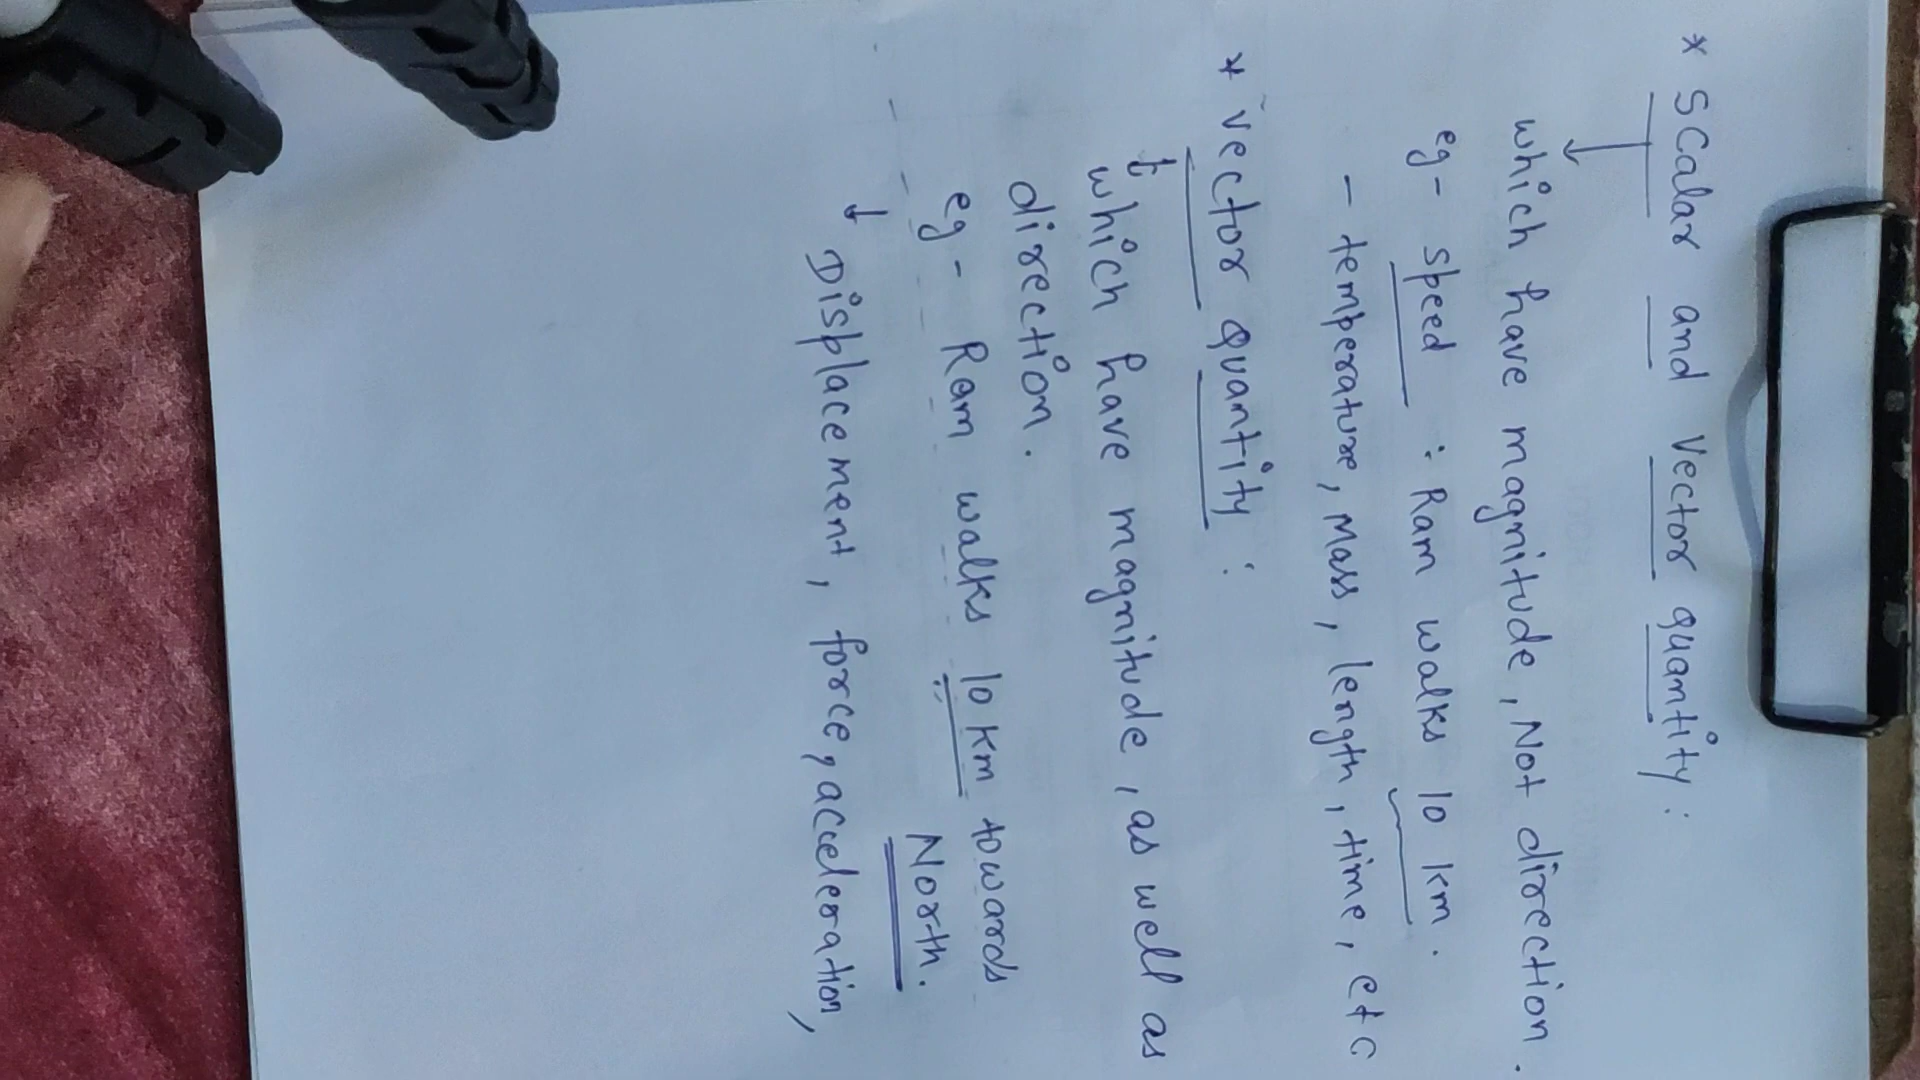 * Scalar and Vector quantity :
which have magnitude, Not direction.
eg- speed : Ram walks 10 km.
- temperature, Mass, length, time, etc
* vector quantity :
which have magnitude, as well as
direction.
eg- Ram walks 10 km towards
North.
Displacement, force, acceleration,